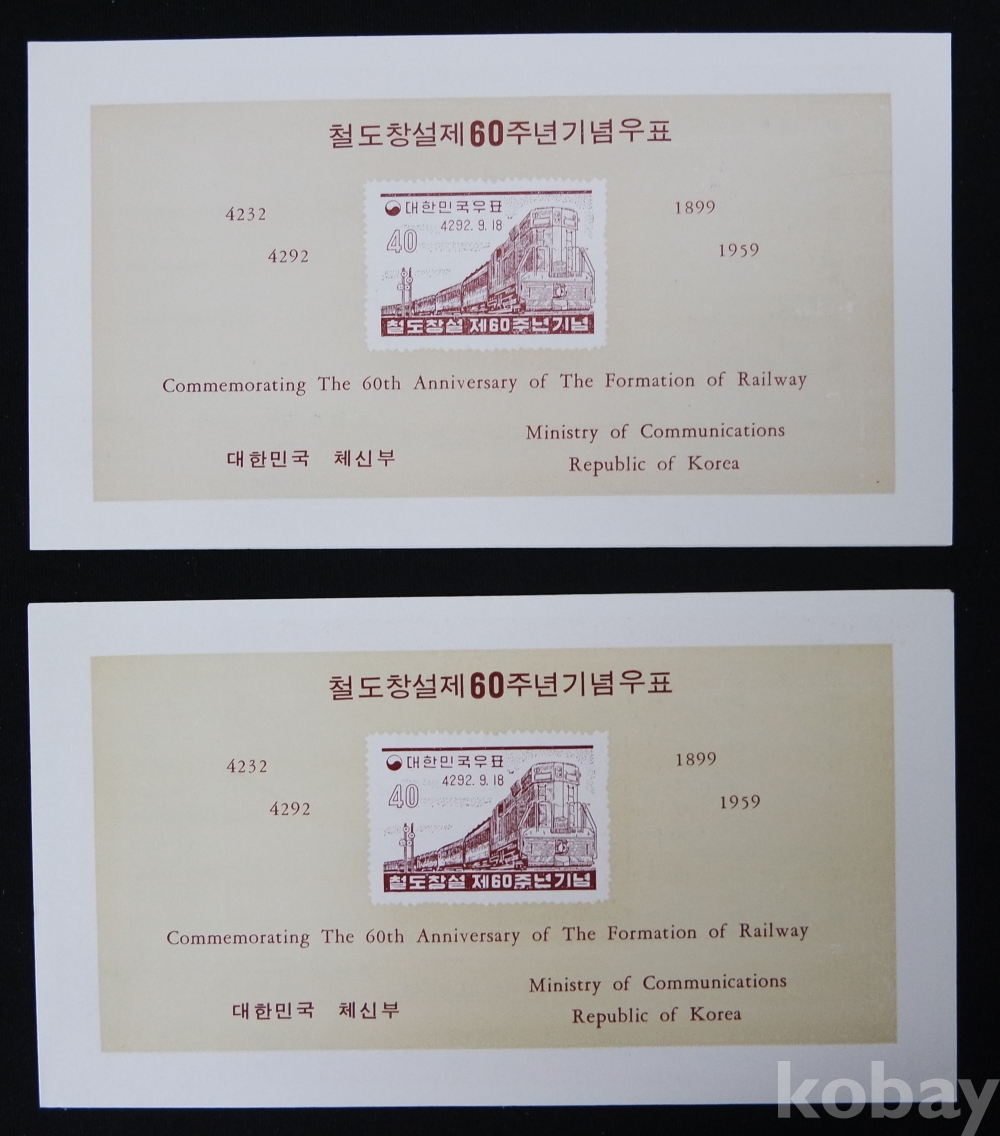 철도창설제60주년기념우표
4232
4292
1899
1959
대한민국우표
4292.9.18
40
철도창설 제60주년기념
Commemorating The 60th Anniversary of The Formation of Railway
대한민국 체신부
Ministry of Communications
Republic of Korea
철도창설제60주년기념우표
4232
4292
1899
1959
대한민국우표
4292.9.18
40
철도창설 제60주년기념
Commemorating The 60th Anniversary of The Formation of Railway
대한민국 체신부
Ministry of Communications
Republic of Korea
kobay